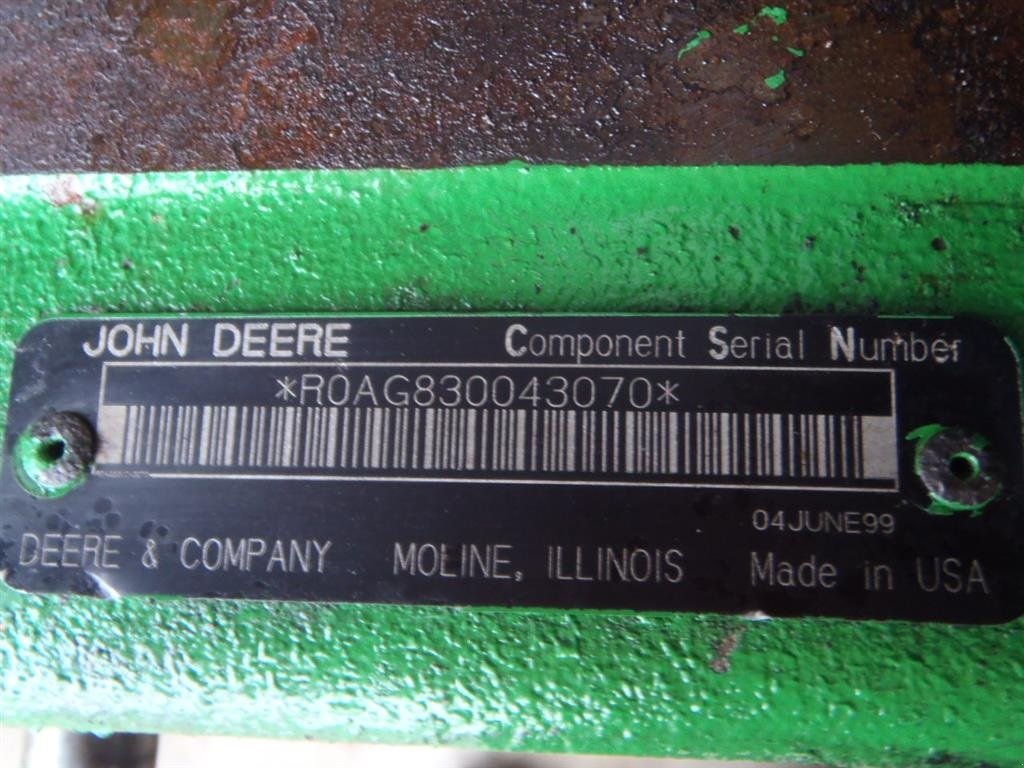 JOHN DEERE Component Serial Number
*R0AG830043070*
04JUNE99
DEERE & COMPANY MOLINE, ILLINOIS Made in USA